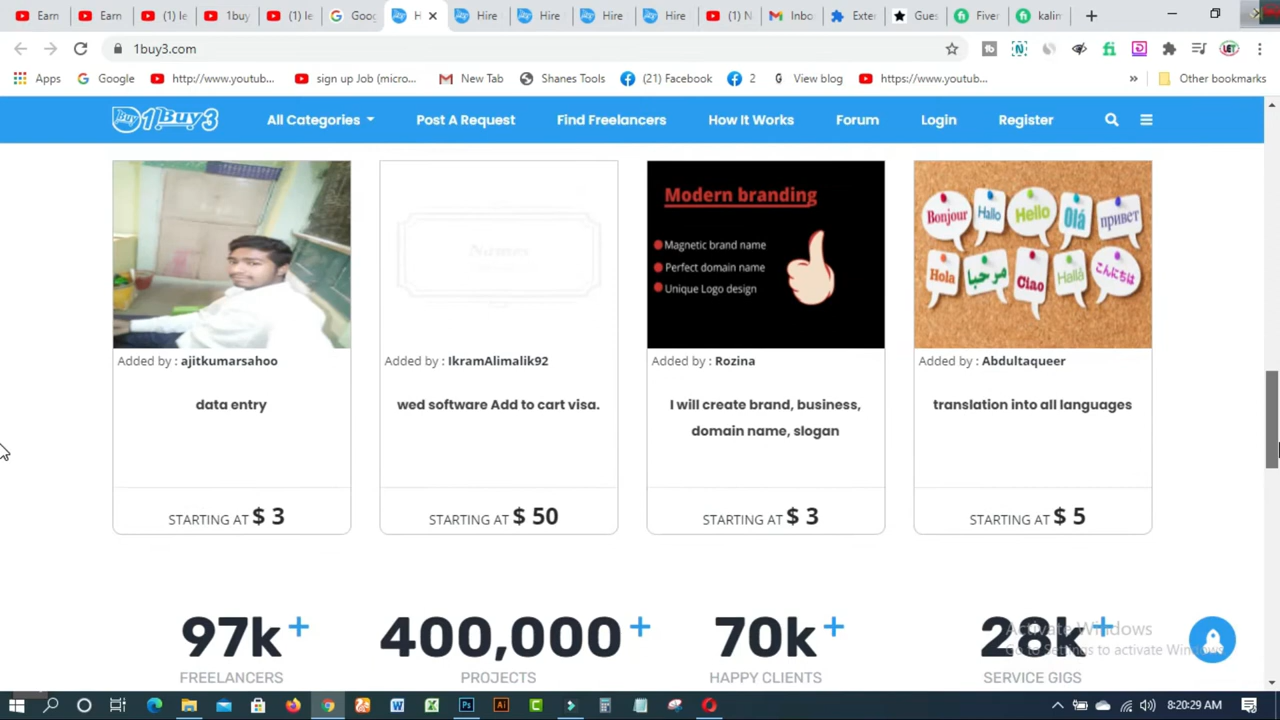 Earn
Earn
(1) le
1buy
(1) le
Goo
H
Hire
Hire
Hire
Hire
(1) N
Inbo
Exter
Gues
Fiver
kalin
1buy3.com
Apps
Google
http://www.youtub...
sign up Job (micro...
New Tab
Shanes Tools
(21) Facebook
2
View blog
https://www.youtub...
»
Other bookmarks
Buy 1Buy3
All Categories
Post A Request
Find Freelancers
How It Works
Forum
Login
Register
Names
Modern branding
Magnetic brand name
Perfect domain name
Unique Logo design
Bonjour
Hallo
Hello
Olá
привет
Hola
مرحبا
Ciao
Hallå
こんにちは
Added by : ajitkumarsahoo
Added by : IkramAlimalik92
Added by : Rozina
Added by : Abdultaqueer
data entry
wed software Add to cart visa.
I will create brand, business,
domain name, slogan
translation into all languages
STARTING AT $ 3
STARTING AT $ 50
STARTING AT $ 3
STARTING AT $ 5
97k+
400,000+
70k+
28k+
FREELANCERS
PROJECTS
HAPPY CLIENTS
SERVICE GIGS
Activate Windows
Go to Settings to activate Windows.
8:20:29 AM